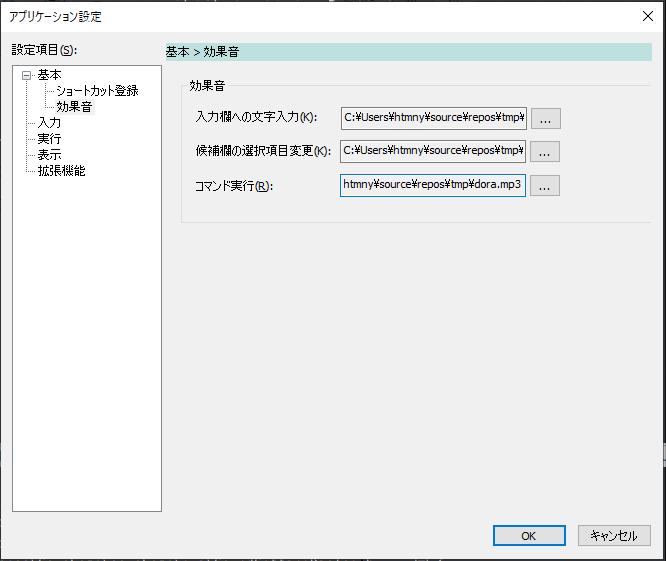 アプリケーション設定
設定項目(S):
基本 > 効果音
基本
ショートカット登録
効果音
入力
実行
表示
拡張機能
効果音
入力欄への文字入力(K):
C:¥Users¥htmny¥source¥repos¥tmp¥
...
候補欄の選択項目変更(K):
C:¥Users¥htmny¥source¥repos¥tmp¥
...
コマンド実行(R):
htmny¥source¥repos¥tmp¥dora.mp3
...
OK
キャンセル